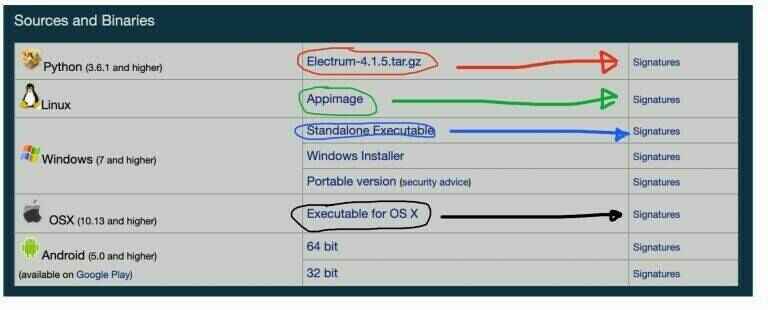 Sources and Binaries
Python (3.6.1 and higher) Electrum-4.1.5.tar.gz Signatures
Linux Appimage Signatures
Standalone Executable Signatures
Windows (7 and higher) Windows Installer Signatures
Portable version (security advice) Signatures
OSX (10.13 and higher) Executable for OS X Signatures
Android (5.0 and higher) 64 bit Signatures
(available on Google Play) 32 bit Signatures